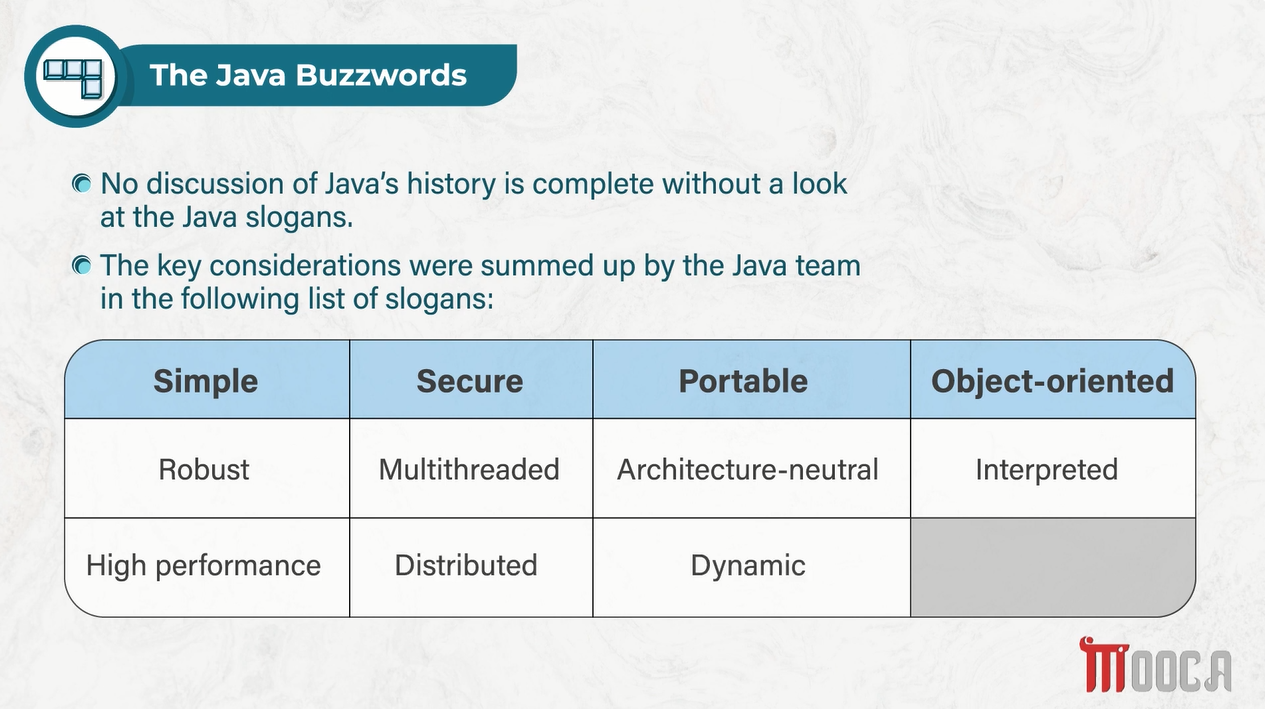 The Java Buzzwords
No discussion of Java's history is complete without a look
at the Java slogans.
The key considerations were summed up by the Java team
in the following list of slogans:
Simple Secure Portable Object-oriented
Robust Multithreaded Architecture-neutral Interpreted
High performance Distributed Dynamic
MOOCA